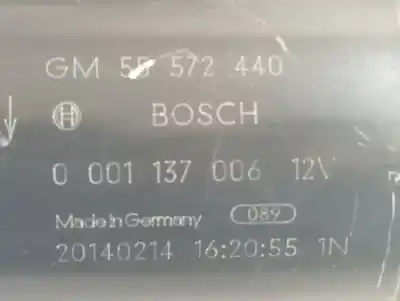 GM 55 572 440
BOSCH
0 001 137 006 12V
Made in Germany 089
20140214 16:20:55 1N